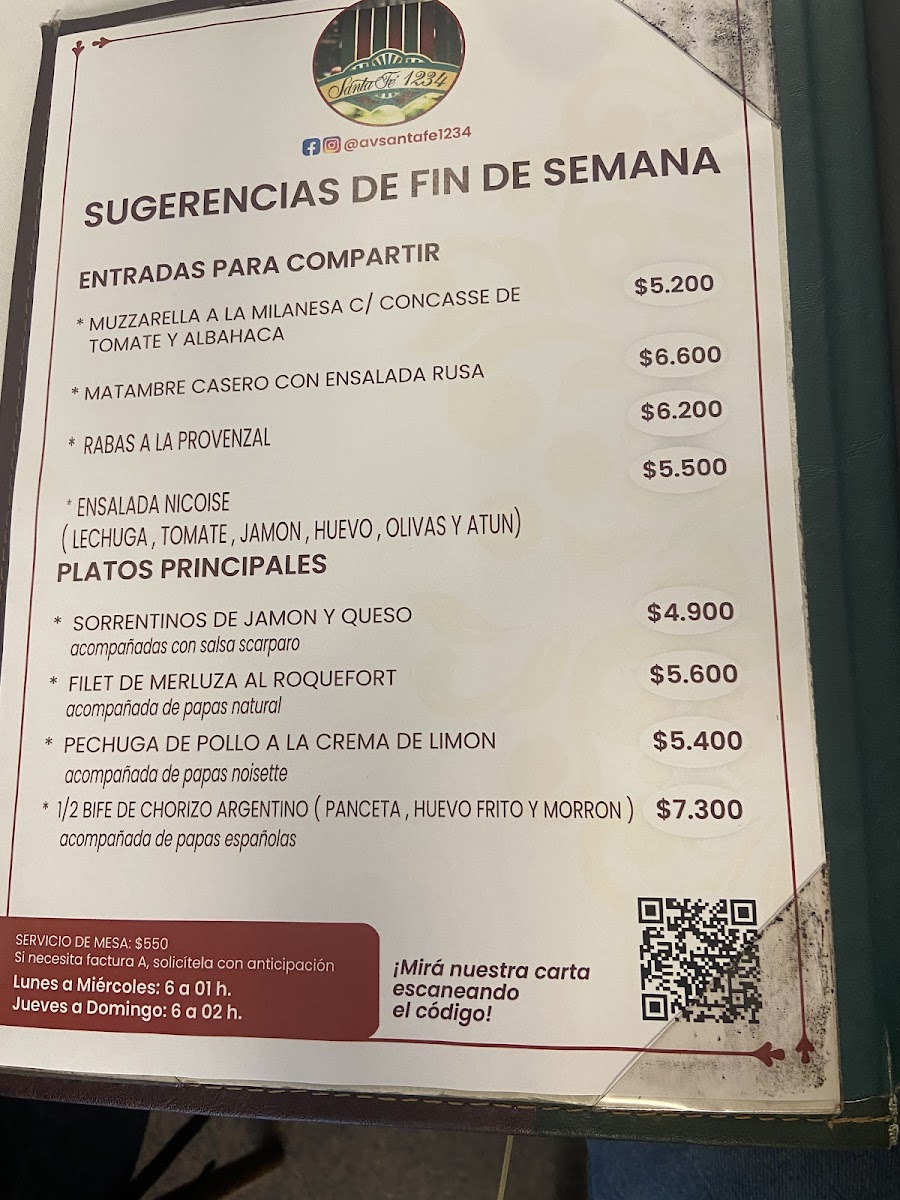 Santa Fé 1234
@avsantafe1234
SUGERENCIAS DE FIN DE SEMANA
ENTRADAS PARA COMPARTIR
* MUZZARELLA A LA MILANESA C/ CONCASSE DE $5.200
TOMATE Y ALBAHACA
* MATAMBRE CASERO CON ENSALADA RUSA $6.600
* RABAS A LA PROVENZAL $6.200
* ENSALADA NICOISE $5.500
( LECHUGA , TOMATE , JAMON , HUEVO , OLIVAS Y ATUN)
PLATOS PRINCIPALES
* SORRENTINOS DE JAMON Y QUESO $4.900
acompañadas con salsa scarparo
* FILET DE MERLUZA AL ROQUEFORT $5.600
acompañada de papas natural
* PECHUGA DE POLLO A LA CREMA DE LIMON $5.400
acompañada de papas noisette
* 1/2 BIFE DE CHORIZO ARGENTINO ( PANCETA , HUEVO FRITO Y MORRON ) $7.300
acompañada de papas españolas
SERVICIO DE MESA: $550
Si necesita factura A, solicítela con anticipación
Lunes a Miércoles: 6 a 01 h.
Jueves a Domingo: 6 a 02 h.
¡Mirá nuestra carta
escaneando
el código!